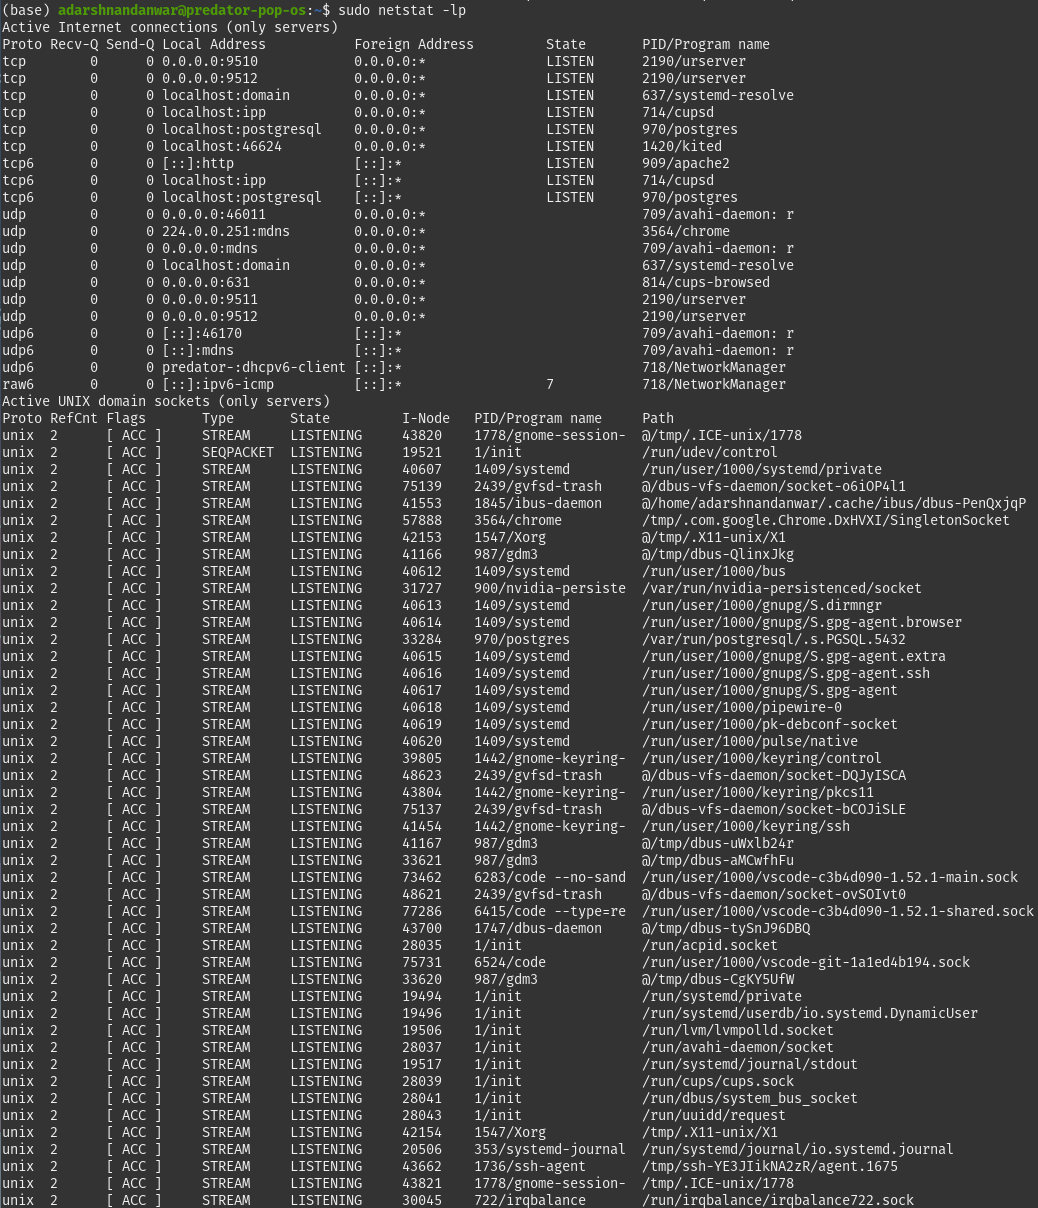 (base) adarshnandanwar@predator-pop-os:~$ sudo netstat -lp
Active Internet connections (only servers)
Proto Recv-Q Send-Q Local Address           Foreign Address         State       PID/Program name
tcp        0      0 0.0.0.0:9510            0.0.0.0:*               LISTEN      2190/urserver
tcp        0      0 0.0.0.0:9512            0.0.0.0:*               LISTEN      2190/urserver
tcp        0      0 localhost:domain        0.0.0.0:*               LISTEN      637/systemd-resolve
tcp        0      0 localhost:ipp           0.0.0.0:*               LISTEN      714/cupsd
tcp        0      0 localhost:postgresql    0.0.0.0:*               LISTEN      970/postgres
tcp        0      0 localhost:46624         0.0.0.0:*               LISTEN      1420/kited
tcp6       0      0 [::]:http               [::]:*                  LISTEN      909/apache2
tcp6       0      0 localhost:ipp           [::]:*                  LISTEN      714/cupsd
tcp6       0      0 localhost:postgresql    [::]:*                  LISTEN      970/postgres
udp        0      0 0.0.0.0:46011           0.0.0.0:*                           709/avahi-daemon: r
udp        0      0 224.0.0.251:mdns        0.0.0.0:*                           3564/chrome
udp        0      0 0.0.0.0:mdns            0.0.0.0:*                           709/avahi-daemon: r
udp        0      0 localhost:domain        0.0.0.0:*                           637/systemd-resolve
udp        0      0 0.0.0.0:631             0.0.0.0:*                           814/cups-browsed
udp        0      0 0.0.0.0:9511            0.0.0.0:*                           2190/urserver
udp        0      0 0.0.0.0:9512            0.0.0.0:*                           2190/urserver
udp6       0      0 [::]:46170              [::]:*                              709/avahi-daemon: r
udp6       0      0 [::]:mdns               [::]:*                              709/avahi-daemon: r
udp6       0      0 predator-:dhcpv6-client [::]:*                              718/NetworkManager
raw6       0      0 [::]:ipv6-icmp          [::]:*                  7           718/NetworkManager
Active UNIX domain sockets (only servers)
Proto RefCnt Flags       Type       State         I-Node   PID/Program name     Path
unix  2      [ ACC ]     STREAM     LISTENING     43820    1778/gnome-session-  @/tmp/.ICE-unix/1778
unix  2      [ ACC ]     SEQPACKET  LISTENING     19521    1/init               /run/udev/control
unix  2      [ ACC ]     STREAM     LISTENING     40607    1409/systemd         /run/user/1000/systemd/private
unix  2      [ ACC ]     STREAM     LISTENING     75139    2439/gvfsd-trash     @/dbus-vfs-daemon/socket-o6iOP4l1
unix  2      [ ACC ]     STREAM     LISTENING     41553    1845/ibus-daemon     @/home/adarshnandanwar/.cache/ibus/dbus-PenQxjqP
unix  2      [ ACC ]     STREAM     LISTENING     57888    3564/chrome          /tmp/.com.google.Chrome.DxHVXI/SingletonSocket
unix  2      [ ACC ]     STREAM     LISTENING     42153    1547/Xorg            @/tmp/.X11-unix/X1
unix  2      [ ACC ]     STREAM     LISTENING     41166    987/gdm3             @/tmp/dbus-QlinxJkg
unix  2      [ ACC ]     STREAM     LISTENING     40612    1409/systemd         /run/user/1000/bus
unix  2      [ ACC ]     STREAM     LISTENING     31727    900/nvidia-persiste  /var/run/nvidia-persistenced/socket
unix  2      [ ACC ]     STREAM     LISTENING     40613    1409/systemd         /run/user/1000/gnupg/S.dirmngr
unix  2      [ ACC ]     STREAM     LISTENING     40614    1409/systemd         /run/user/1000/gnupg/S.gpg-agent.browser
unix  2      [ ACC ]     STREAM     LISTENING     33284    970/postgres         /var/run/postgresql/.s.PGSQL.5432
unix  2      [ ACC ]     STREAM     LISTENING     40615    1409/systemd         /run/user/1000/gnupg/S.gpg-agent.extra
unix  2      [ ACC ]     STREAM     LISTENING     40616    1409/systemd         /run/user/1000/gnupg/S.gpg-agent.ssh
unix  2      [ ACC ]     STREAM     LISTENING     40617    1409/systemd         /run/user/1000/gnupg/S.gpg-agent
unix  2      [ ACC ]     STREAM     LISTENING     40618    1409/systemd         /run/user/1000/pipewire-0
unix  2      [ ACC ]     STREAM     LISTENING     40619    1409/systemd         /run/user/1000/pk-debconf-socket
unix  2      [ ACC ]     STREAM     LISTENING     40620    1409/systemd         /run/user/1000/pulse/native
unix  2      [ ACC ]     STREAM     LISTENING     39805    1442/gnome-keyring-  /run/user/1000/keyring/control
unix  2      [ ACC ]     STREAM     LISTENING     48623    2439/gvfsd-trash     @/dbus-vfs-daemon/socket-DQJyISCA
unix  2      [ ACC ]     STREAM     LISTENING     43804    1442/gnome-keyring-  /run/user/1000/keyring/pkcs11
unix  2      [ ACC ]     STREAM     LISTENING     75137    2439/gvfsd-trash     @/dbus-vfs-daemon/socket-bCOJiSLE
unix  2      [ ACC ]     STREAM     LISTENING     41454    1442/gnome-keyring-  /run/user/1000/keyring/ssh
unix  2      [ ACC ]     STREAM     LISTENING     41167    987/gdm3             @/tmp/dbus-uWxlb24r
unix  2      [ ACC ]     STREAM     LISTENING     33621    987/gdm3             @/tmp/dbus-aMCwfhFu
unix  2      [ ACC ]     STREAM     LISTENING     73462    6283/code --no-sand  /run/user/1000/vscode-c3b4d090-1.52.1-main.sock
unix  2      [ ACC ]     STREAM     LISTENING     48621    2439/gvfsd-trash     @/dbus-vfs-daemon/socket-ovSOIvt0
unix  2      [ ACC ]     STREAM     LISTENING     77286    6415/code --type=re  /run/user/1000/vscode-c3b4d090-1.52.1-shared.sock
unix  2      [ ACC ]     STREAM     LISTENING     43700    1747/dbus-daemon     @/tmp/dbus-tySnJ96DBQ
unix  2      [ ACC ]     STREAM     LISTENING     28035    1/init               /run/acpid.socket
unix  2      [ ACC ]     STREAM     LISTENING     75731    6524/code            /run/user/1000/vscode-git-1a1ed4b194.sock
unix  2      [ ACC ]     STREAM     LISTENING     33620    987/gdm3             @/tmp/dbus-CgKY5UfW
unix  2      [ ACC ]     STREAM     LISTENING     19494    1/init               /run/systemd/private
unix  2      [ ACC ]     STREAM     LISTENING     19496    1/init               /run/systemd/userdb/io.systemd.DynamicUser
unix  2      [ ACC ]     STREAM     LISTENING     19506    1/init               /run/lvm/lvmpolld.socket
unix  2      [ ACC ]     STREAM     LISTENING     28037    1/init               /run/avahi-daemon/socket
unix  2      [ ACC ]     STREAM     LISTENING     19517    1/init               /run/systemd/journal/stdout
unix  2      [ ACC ]     STREAM     LISTENING     28039    1/init               /run/cups/cups.sock
unix  2      [ ACC ]     STREAM     LISTENING     28041    1/init               /run/dbus/system_bus_socket
unix  2      [ ACC ]     STREAM     LISTENING     28043    1/init               /run/uuidd/request
unix  2      [ ACC ]     STREAM     LISTENING     42154    1547/Xorg            /tmp/.X11-unix/X1
unix  2      [ ACC ]     STREAM     LISTENING     20506    353/systemd-journal  /run/systemd/journal/io.systemd.journal
unix  2      [ ACC ]     STREAM     LISTENING     43662    1736/ssh-agent       /tmp/ssh-YE3JIikNA2zR/agent.1675
unix  2      [ ACC ]     STREAM     LISTENING     43821    1778/gnome-session-  /tmp/.ICE-unix/1778
unix  2      [ ACC ]     STREAM     LISTENING     30045    722/irqbalance       /run/irqbalance/irqbalance722.sock